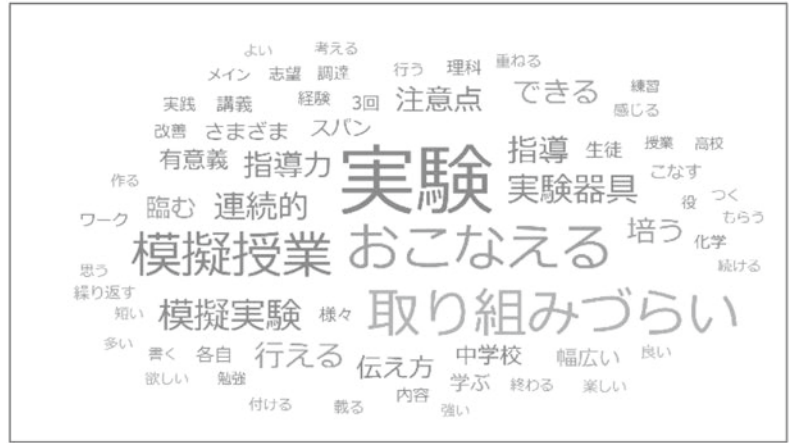 よい 考える
メイン 志望 調達 行う 理科 重ねる
実践 講義 経験 3回 注意点 できる 練習
感じる
改善 さまざま スパン
有意義 指導力 実験 指導 生徒 授業 高校
作る 実験器具 こなす
ワーク 臨む 連続的 役 つく
もらう
模擬授業 おこなえる 培う 化学
思う 続ける
繰り返す
短い 模擬実験 様々 取り組みづらい
多い 書く 各自 行える 伝え方 中学校 幅広い 良い
欲しい 勉強 学ぶ 終わる 楽しい
付ける 載る 内容 強い